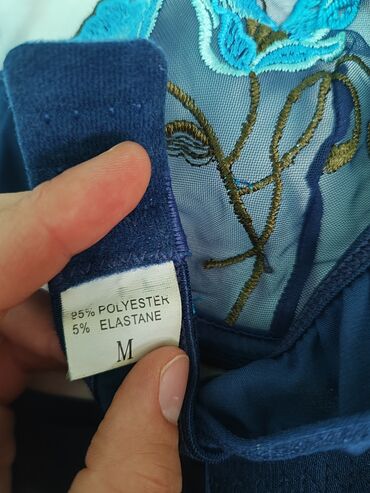 95% POLYESTER
5% ELASTANE
M